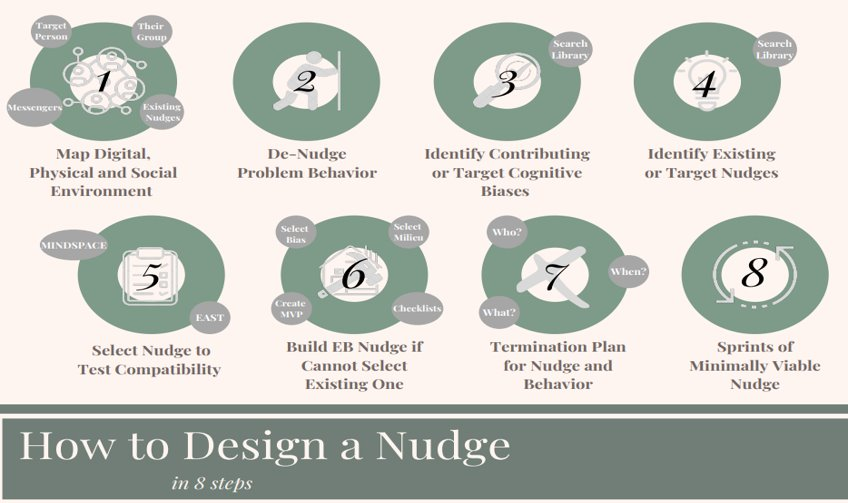 Target
Person
Their
Group
1
Messengers
Existing
Nudges
Map Digital,
Physical and Social
Environment
2
De-Nudge
Problem Behavior
Search
Library
3
Identify Contributing
or Target Cognitive
Biases
Search
Library
4
Identify Existing
or Target Nudges
MINDSPACE
5
EAST
Select Nudge to
Test Compatibility
Select
Bias
Select
Milieu
6
Create
MVP
Checklists
Build EB Nudge if
Cannot Select
Existing One
Who?
When?
7
What?
Termination Plan
for Nudge and
Behavior
8
Sprints of
Minimally Viable
Nudge
How to Design a Nudge
in 8 steps